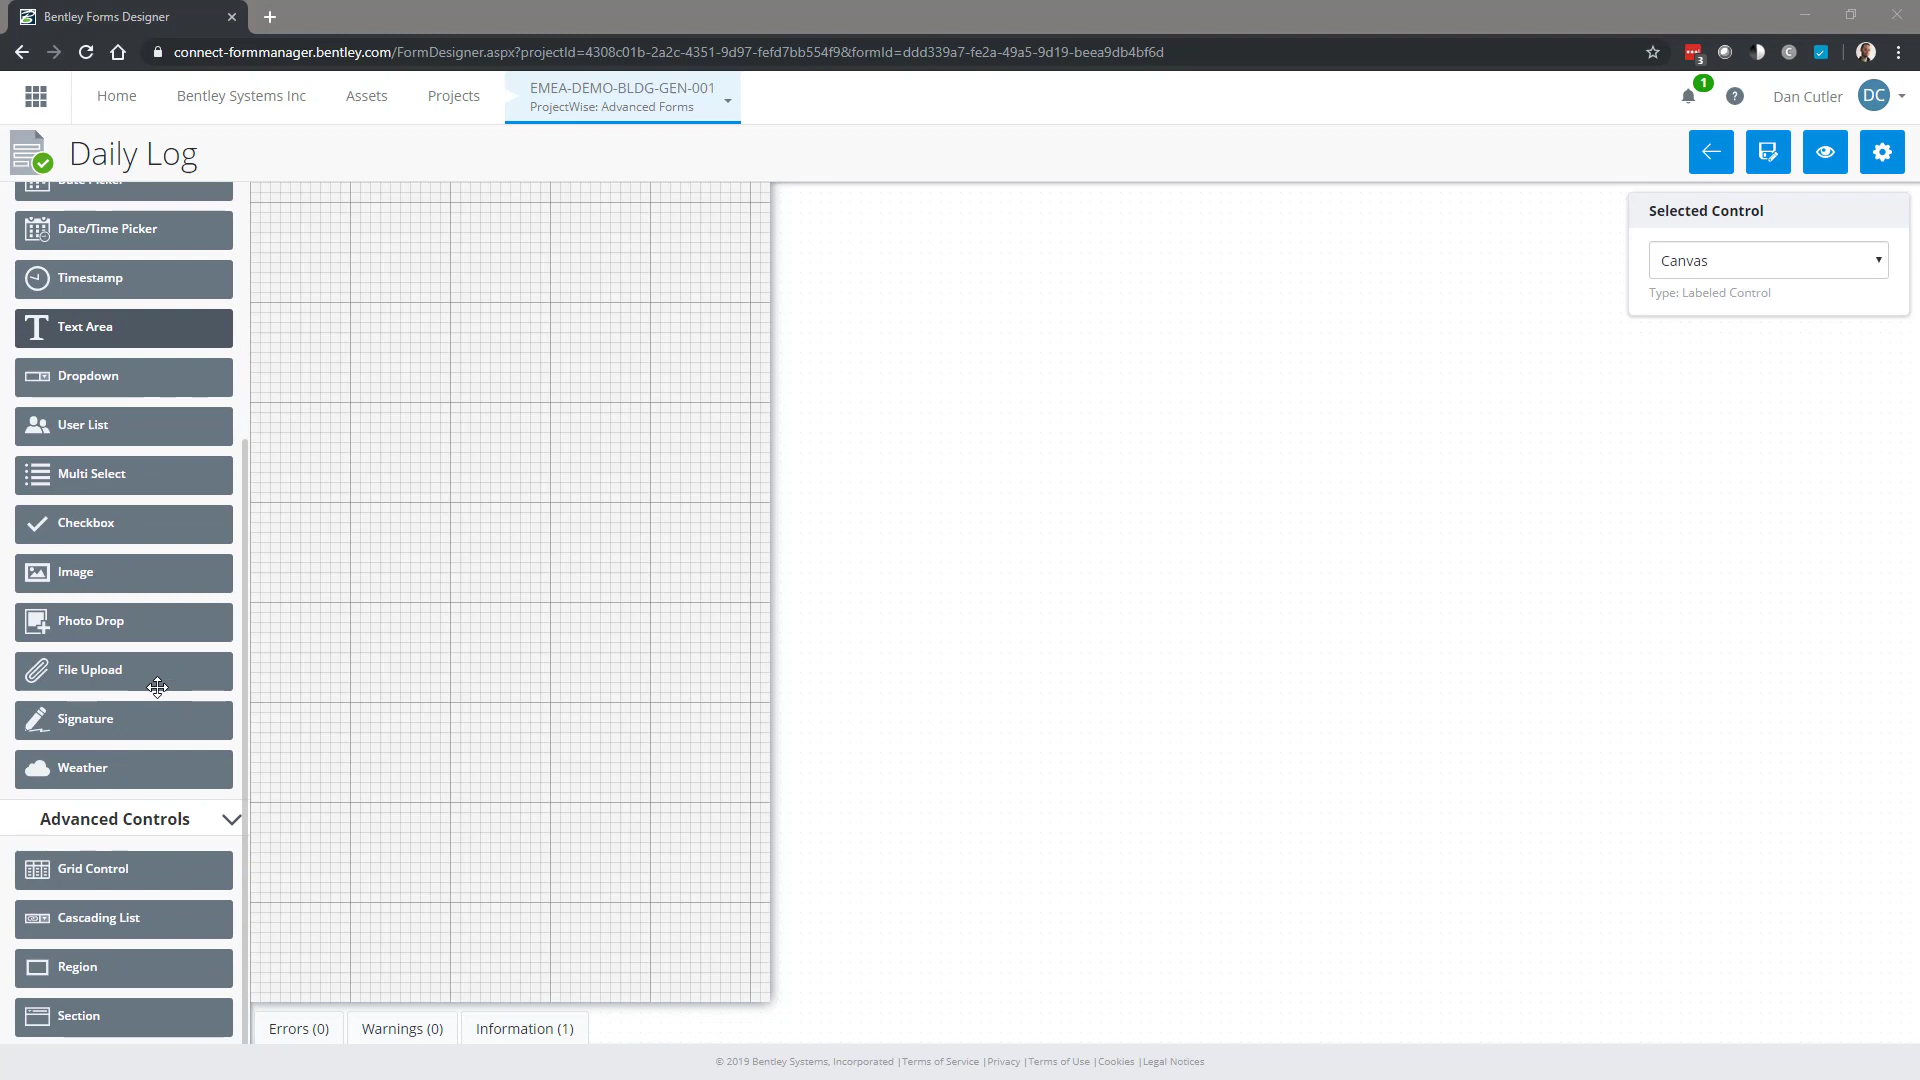 Bentley Forms Designer
connect-formmanager.bentley.com/FormDesigner.aspx?projectId=4308c01b-2a2c-4351-9d97-fefd7bb554f9&formId=ddd339a7-fe2a-49a5-9d19-beea9db4bf6d
3
Home
Bentley Systems Inc
Assets
Projects
EMEA-DEMO-BLDG-GEN-001
ProjectWise: Advanced Forms
1
Dan Cutler
DC
Daily Log
Date Picker
Date/Time Picker
Timestamp
Text Area
Dropdown
User List
Multi Select
Checkbox
Image
Photo Drop
File Upload
Signature
Weather
Advanced Controls
Grid Control
Cascading List
Region
Section
Selected Control
Canvas
Type: Labeled Control
Errors (0)
Warnings (0)
Information (1)
© 2019 Bentley Systems, Incorporated |Terms of Service |Privacy |Terms of Use |Cookies |Legal Notices